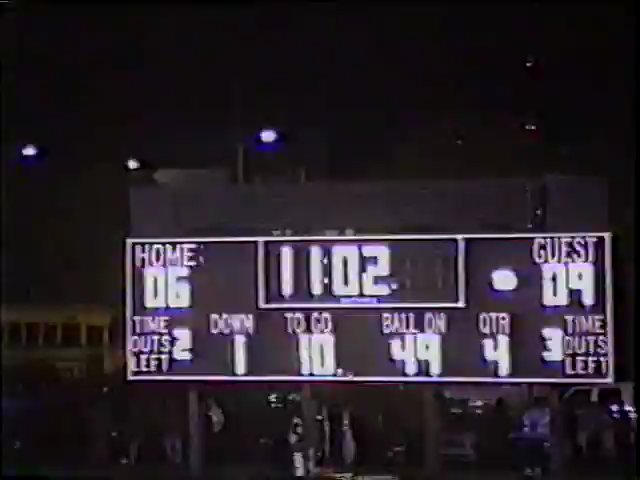 HOME 11:02 GUEST
06 09
TIME OUTS LEFT 2 DOWN 1 TO GO 10 BALL ON 49 QTR 4 3 TIME OUTS LEFT